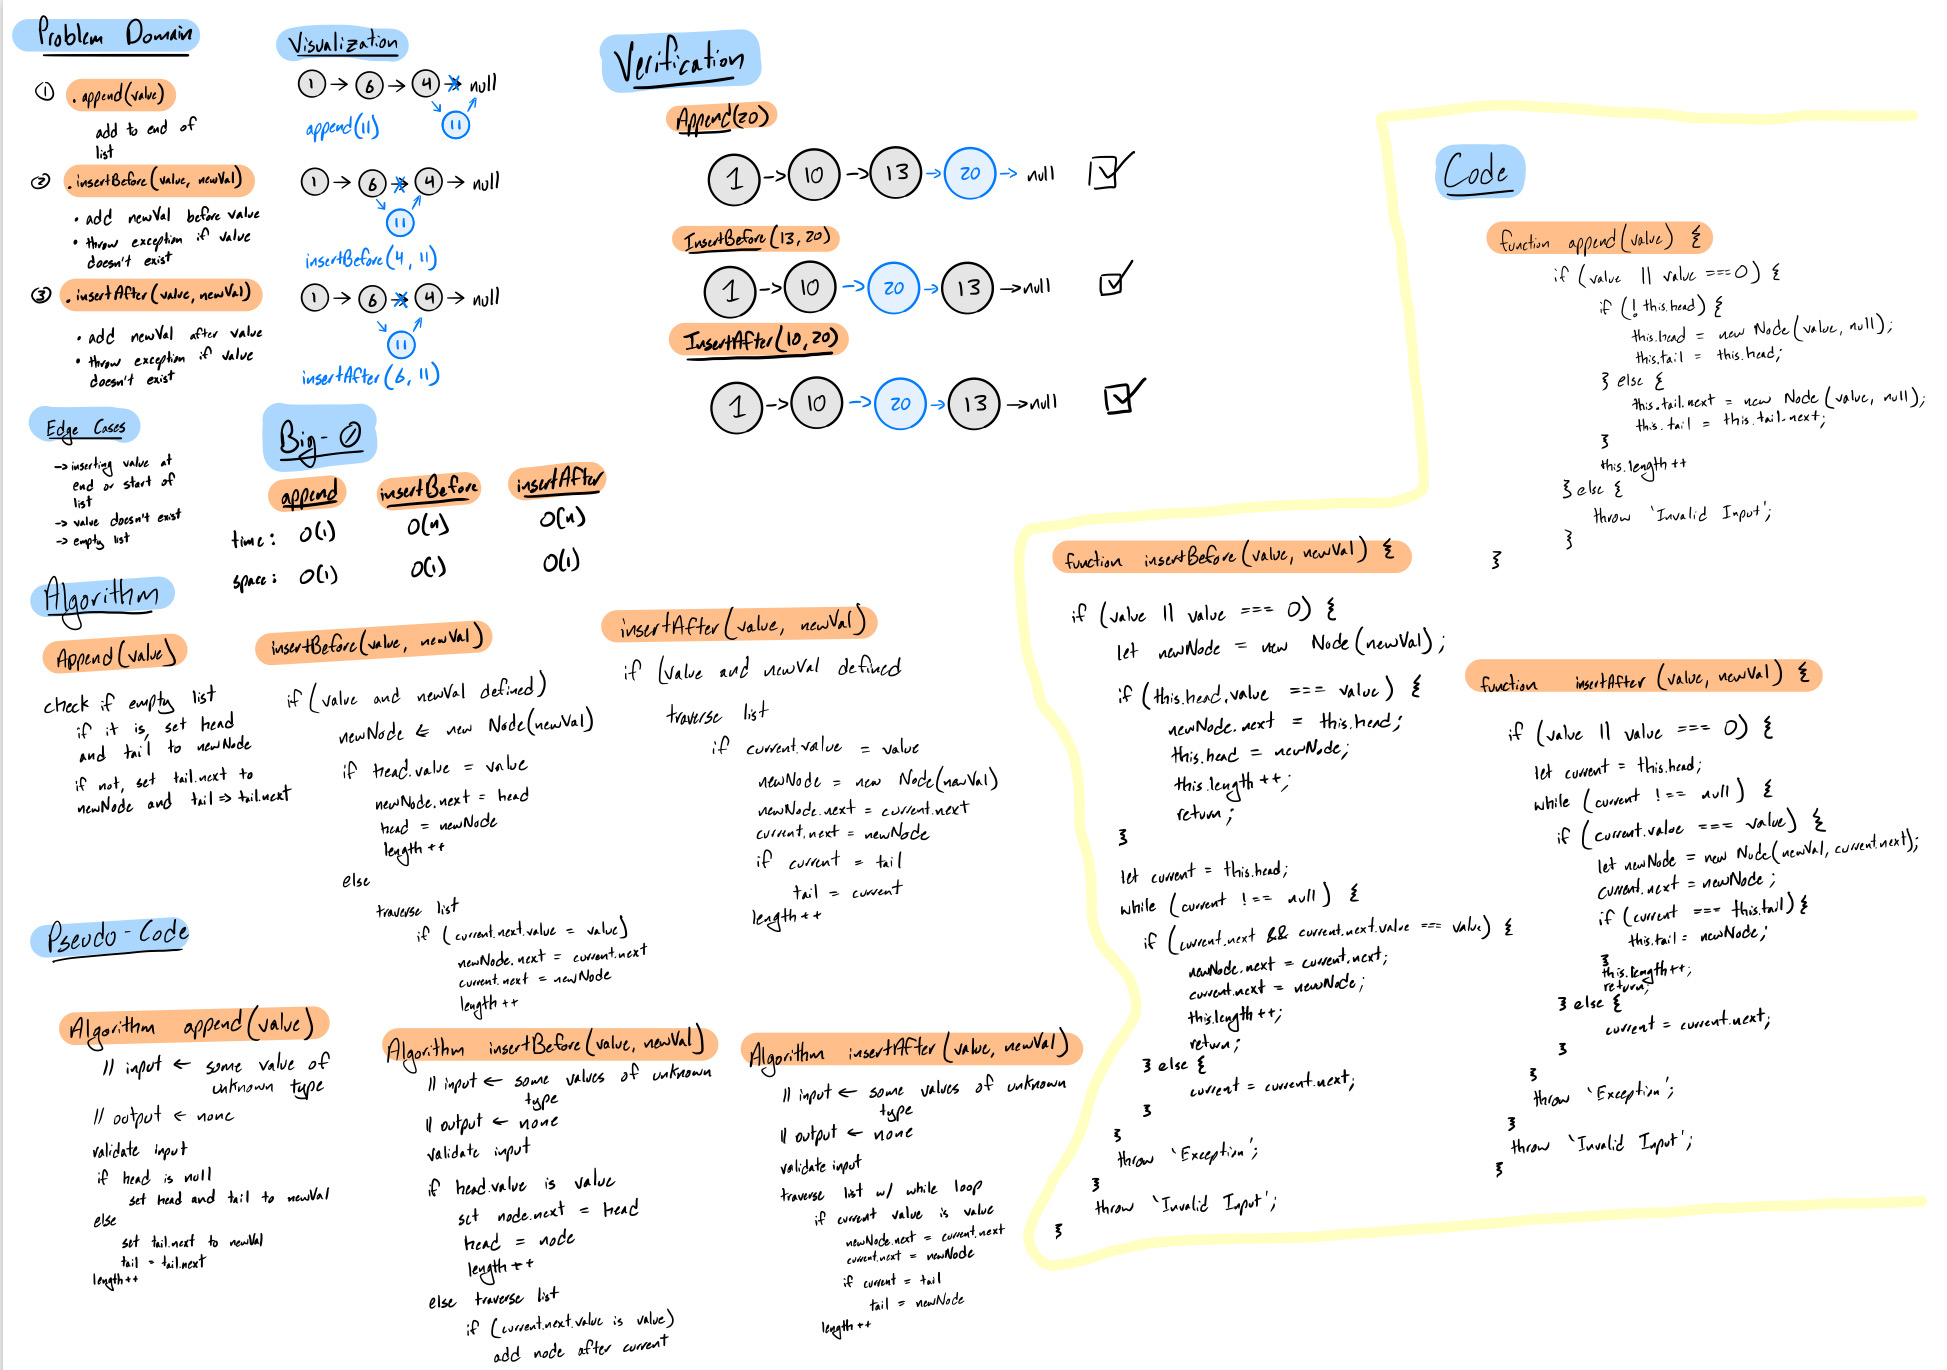 Problem Domain
① .append(value)
add to end of
list
② .insertBefore(value, newVal)
• add newVal before value
• throw exception if value
doesn't exist
③ .insertAfter(value, newVal)
• add newVal after value
• throw exception if value
doesn't exist
Visualization
1 → 6 → 4 → null
11
append(11)
1 → 6 → 4 → null
11
insertBefore(4, 11)
1 → 6 → 4 → null
11
insertAfter(6, 11)
Verification
Append(20)
1 → 10 → 13 → 20 → null
InsertBefore(13, 20)
1 → 10 → 20 → 13 → null
InsertAfter(10, 20)
1 → 10 → 20 → 13 → null
Edge Cases
→ inserting value at
end or start of
list
→ value doesn't exist
→ empty list
Big-O
append insertBefore insertAfter
time: O(1) O(n) O(n)
space: O(1) O(1) O(1)
Algorithm
Append(value)
check if empty list
if it is, set head
and tail to newNode
if not, set tail.next to
newNode and tail => tail.next
insertBefore(value, newVal)
if (value and newVal defined)
newNode ← new Node(newVal)
if head.value = value
newNode.next = head
head = newNode
length++
else
traverse list
if (current.next.value = value)
newNode.next = current.next
current.next = newNode
length++
insertAfter(value, newVal)
if (value and newVal defined
traverse list
if current.value = value
newNode = new Node(newVal)
newNode.next = current.next
current.next = newNode
if current = tail
tail = current
length++
Pseudo-Code
Algorithm append(value)
// input ← some value of
unknown type
// output ← none
validate input
if head is null
set head and tail to newVal
else
set tail.next to newVal
tail = tail.next
length++
Algorithm insertBefore(value, newVal)
// input ← some values of unknown
type
// output ← none
validate input
if head.value is value
set node.next = head
head = node
length++
else traverse list
if (current.next.value is value)
add node after current
Algorithm insertAfter(value, newVal)
// input ← some values of unknown
type
// output ← none
validate input
traverse list w/ while loop
if current value is value
newNode.next = current.next
current.next = newNode
if current = tail
tail = newNode
length++
Code
function append(value) {
if (value || value === 0) {
if (! this.head) {
this.head = new Node(value, null);
this.tail = this.head;
} else {
this.tail.next = new Node(value, null);
this.tail = this.tail.next;
}
this.length++
} else {
throw 'Invalid Input';
}
}
function insertBefore(value, newVal) {
if (value || value === 0) {
let newNode = new Node(newVal);
if (this.head.value === value) {
newNode.next = this.head;
this.head = newNode;
this.length++;
return;
}
let current = this.head;
while (current !== null) {
if (current.next && current.next.value === value) {
newNode.next = current.next;
current.next = newNode;
this.length++;
return;
} else {
current = current.next;
}
}
throw 'Exception';
}
throw 'Invalid Input';
}
function insertAfter(value, newVal) {
if (value || value === 0) {
let current = this.head;
while (current !== null) {
if (current.value === value) {
let newNode = new Node(newVal, current.next);
current.next = newNode;
if (current === this.tail) {
this.tail = newNode;
}
this.length++;
return;
} else {
current = current.next;
}
}
throw 'Exception';
}
throw 'Invalid Input';
}